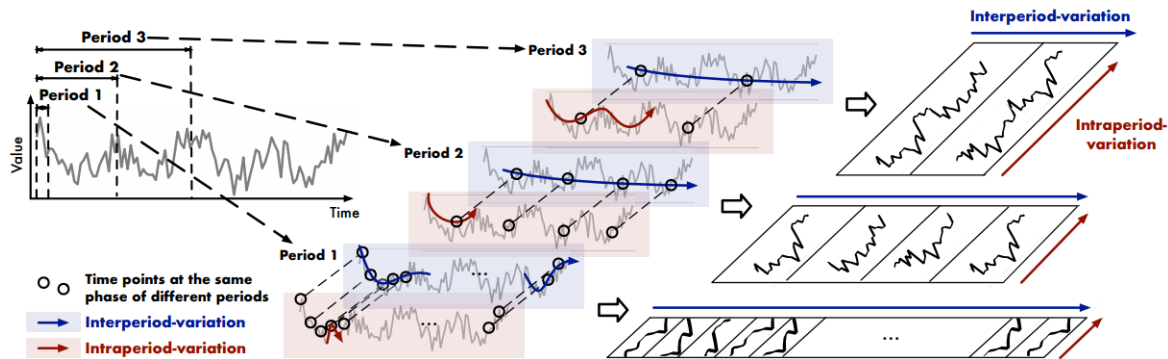 Period 3
Period 2
Period 1
Value
Time
Period 3
Period 2
Period 1
...
...
Time points at the same
phase of different periods
Interperiod-variation
Intraperiod-variation
Interperiod-variation
Intraperiod-
variation
...